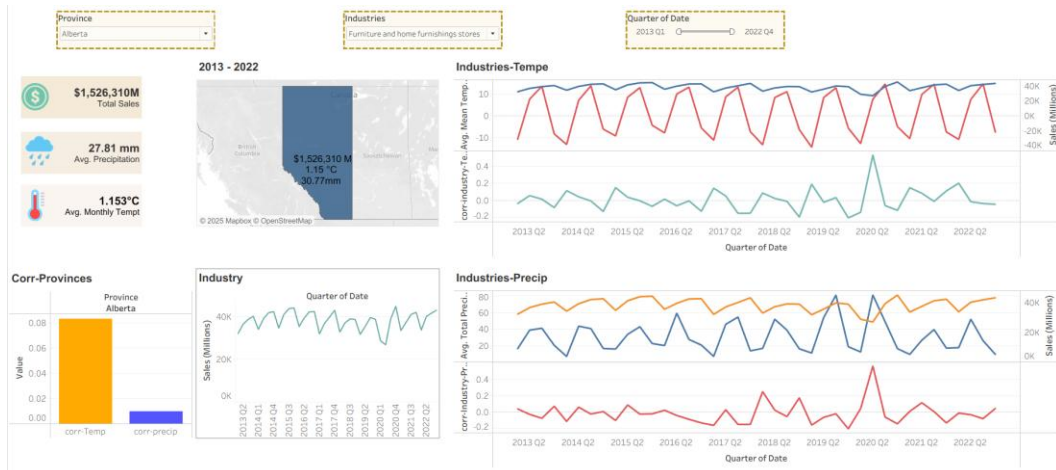 Province
Alberta
Industries
Furniture and home furnishings stores
Quarter of Date
2013 Q1
2022 Q4
$1,526,310M
Total Sales
27.81 mm
Avg. Precipitation
1.153°C
Avg. Monthly Tempt
2013 - 2022
Canada
British
Columbia
Saskatchewan
$1,526,310 M
1.15 °C
30.77mm
© 2025 Mapbox © OpenStreetMap
Industries-Tempe
Avg. Mean Temp..
10
0
-10
40K
20K
0K
-20K
-40K
Sales (Millions)
corr-Industry-Te..
0.4
0.2
0.0
-0.2
2013 Q2
2014 Q2
2015 Q2
2016 Q2
2017 Q2
2018 Q2
2019 Q2
2020 Q2
2021 Q2
2022 Q2
Quarter of Date
Corr-Provinces
Province
Alberta
Value
0.08
0.06
0.04
0.02
0.00
corr-Temp
corr-precip
Industry
Quarter of Date
Sales (Millions)
40K
20K
0K
2013 Q2
2014 Q1
2014 Q4
2015 Q3
2016 Q2
2017 Q1
2017 Q4
2018 Q3
2019 Q2
2020 Q1
2020 Q4
2021 Q3
2022 Q2
Industries-Precip
Avg. Total Preci..
80
60
40
20
40K
20K
0K
Sales (Millions)
corr-Industry-Pr..
0.4
0.2
0.0
-0.2
2013 Q2
2014 Q2
2015 Q2
2016 Q2
2017 Q2
2018 Q2
2019 Q2
2020 Q2
2021 Q2
2022 Q2
Quarter of Date